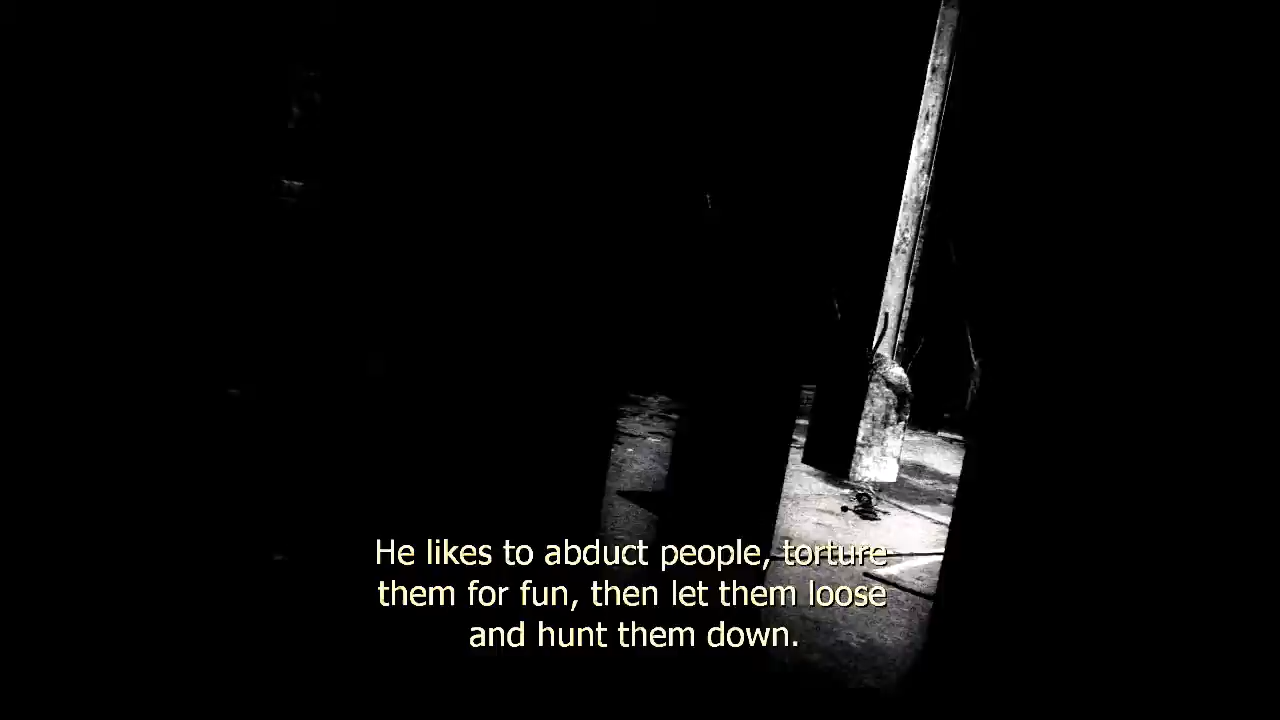 He likes to abduct people, torture
them for fun, then let them loose
and hunt them down.